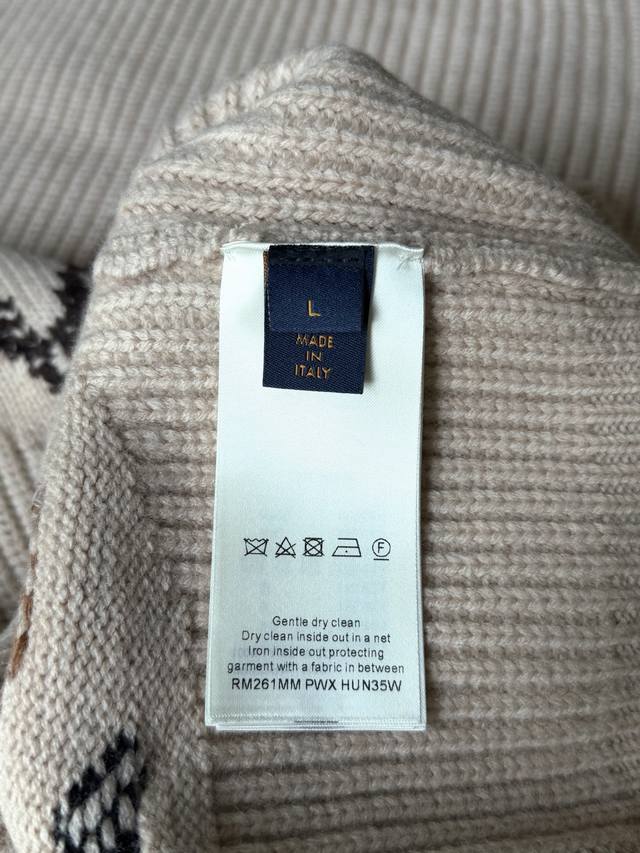 L
MADE
IN
ITALY
F
Gentle dry clean
Dry clean inside out in a net
Iron inside out protecting
garment with a fabric in between
RM261MM PWX HUN35W